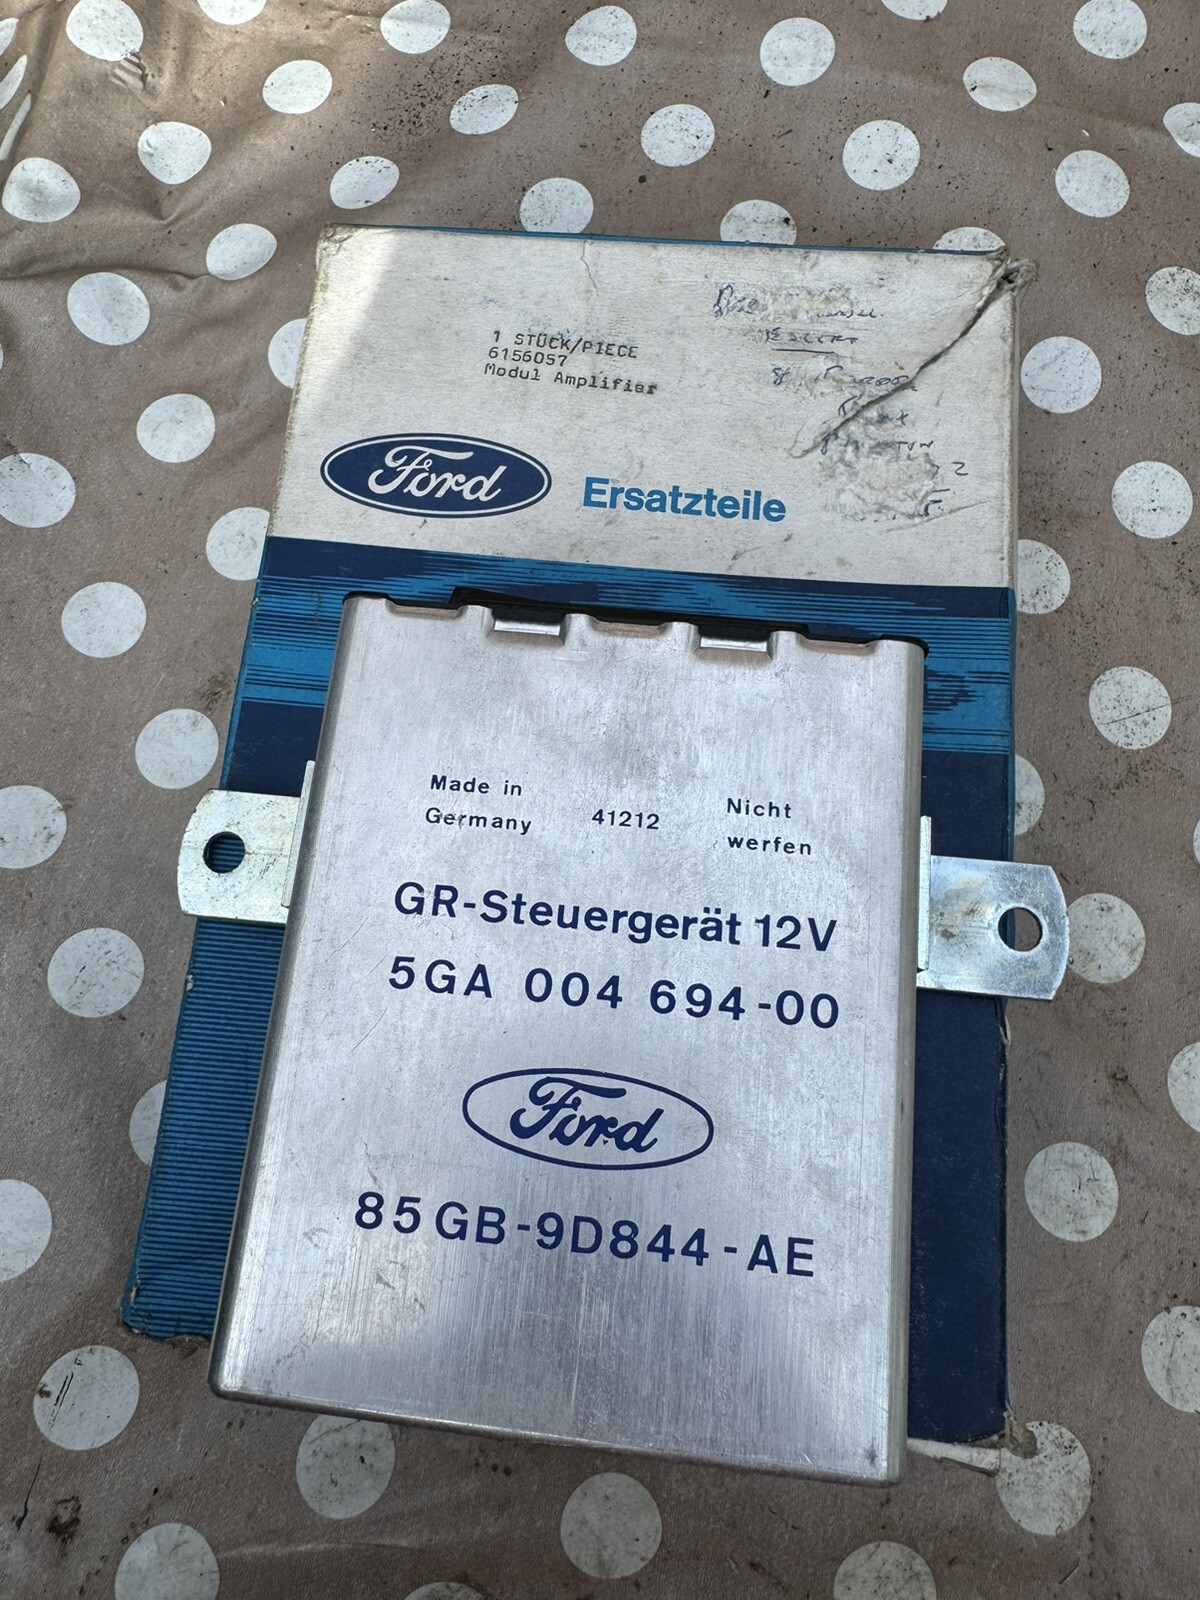 1 STÜCK/PIECE
6156057
Modul Amplifier
Ford
Ersatzteile
Made in
Germany
41212
Nicht
werfen
GR-Steuergerät 12V
5GA 004 694-00
Ford
85GB-9D844-AE